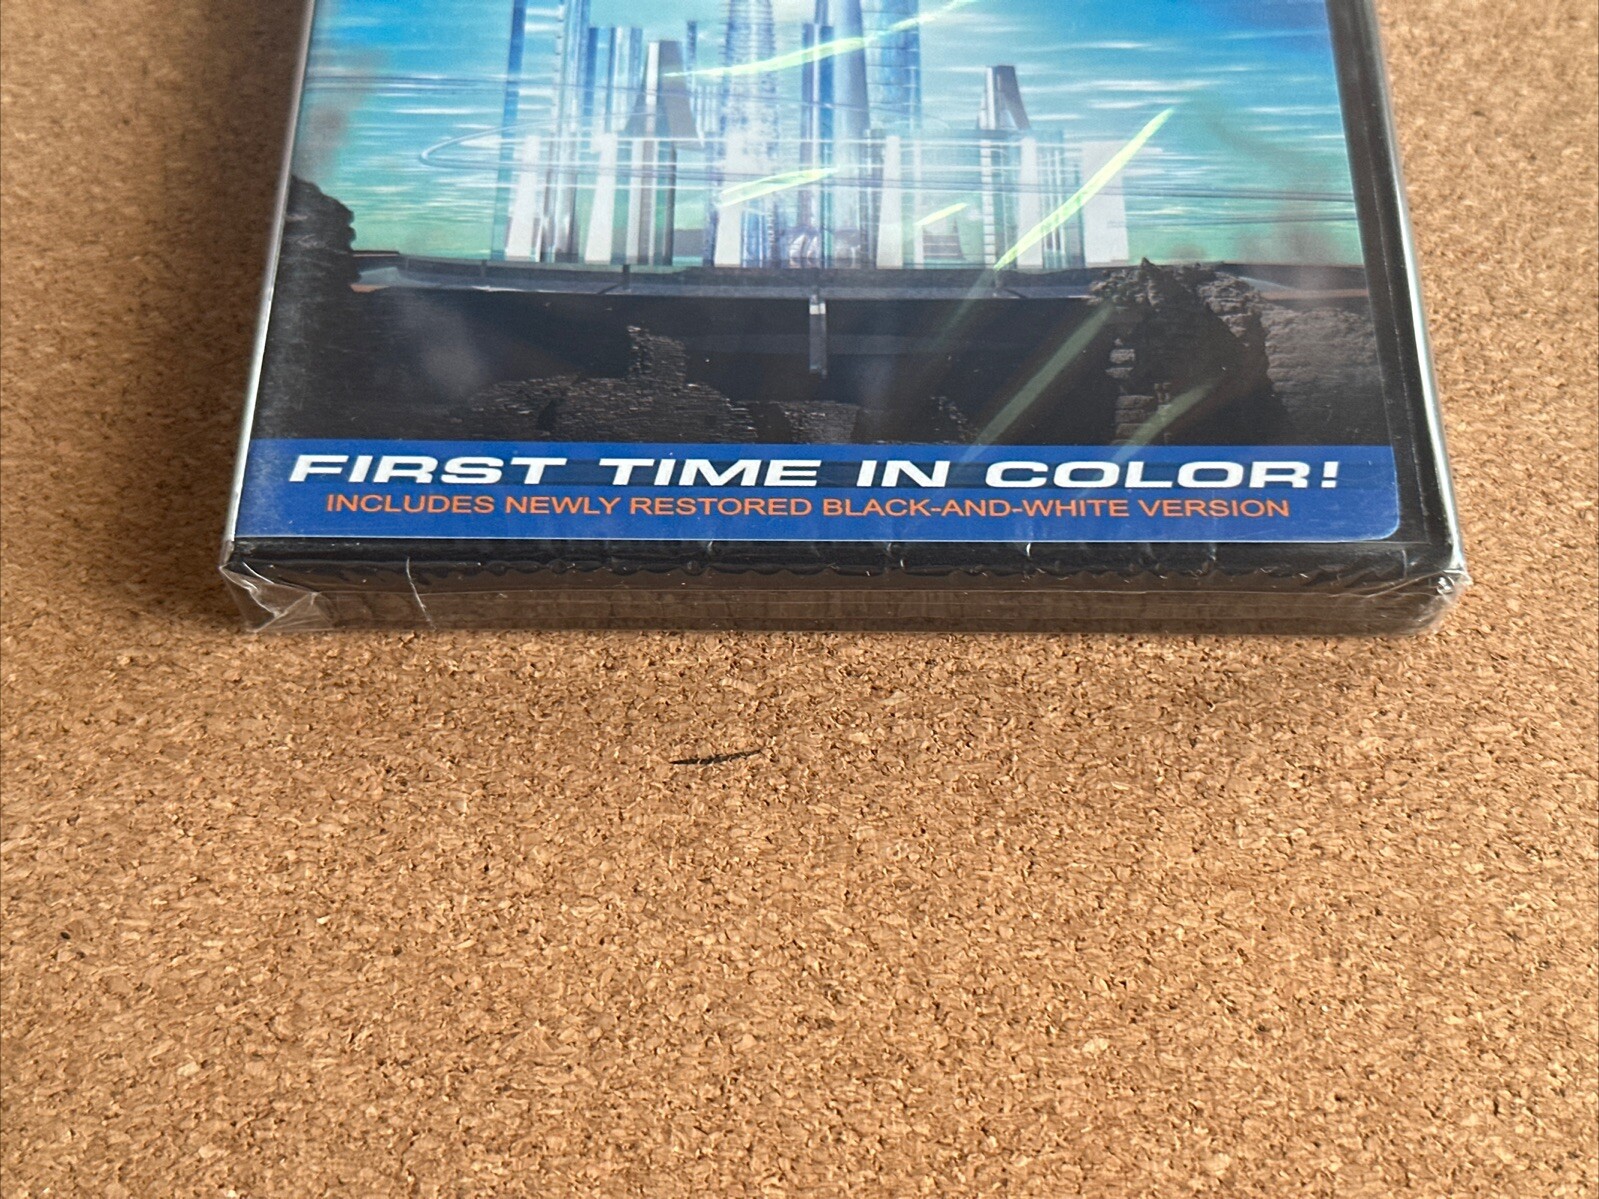 FIRST TIME IN COLOR!
INCLUDES NEWLY RESTORED BLACK-AND-WHITE VERSION